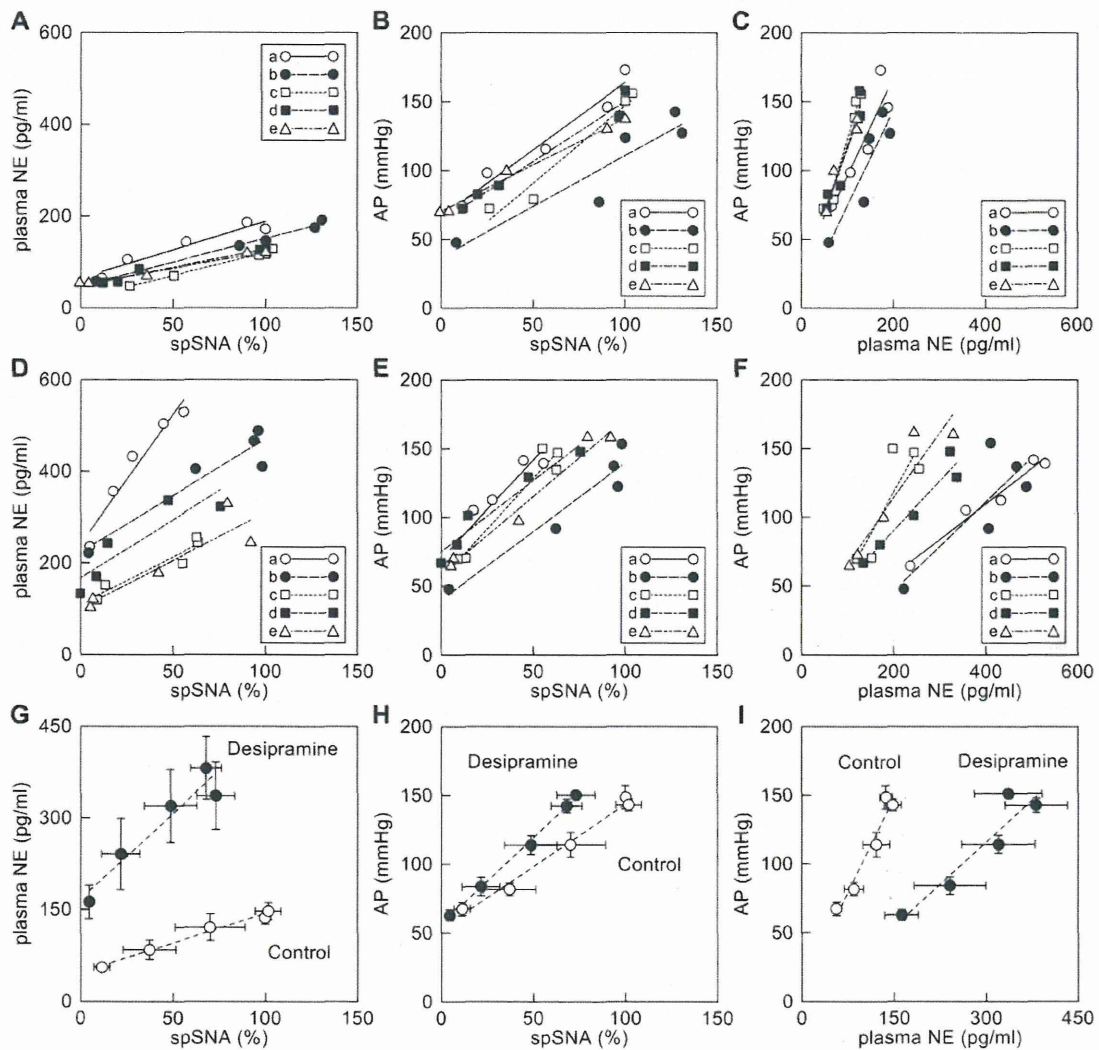 A
plasma NE (pg/ml)
600
400
200
0
0 50 100 150
spSNA (%)
a
b
c
d
e
B
AP (mmHg)
200
150
100
50
0
0 50 100 150
spSNA (%)
a
b
c
d
e
C
AP (mmHg)
200
150
100
50
0
0 200 400 600
plasma NE (pg/ml)
a
b
c
d
e
D
plasma NE (pg/ml)
600
400
200
0
0 50 100 150
spSNA (%)
a
b
c
d
e
E
AP (mmHg)
200
150
100
50
0
0 50 100 150
spSNA (%)
a
b
c
d
e
F
AP (mmHg)
200
150
100
50
0
0 200 400 600
plasma NE (pg/ml)
a
b
c
d
e
G
plasma NE (pg/ml)
450
300
150
0
0 50 100 150
spSNA (%)
Desipramine
Control
H
AP (mmHg)
200
150
100
50
0
0 50 100 150
spSNA (%)
Desipramine
Control
I
AP (mmHg)
200
150
100
50
0
0 150 300 450
plasma NE (pg/ml)
Control
Desipramine